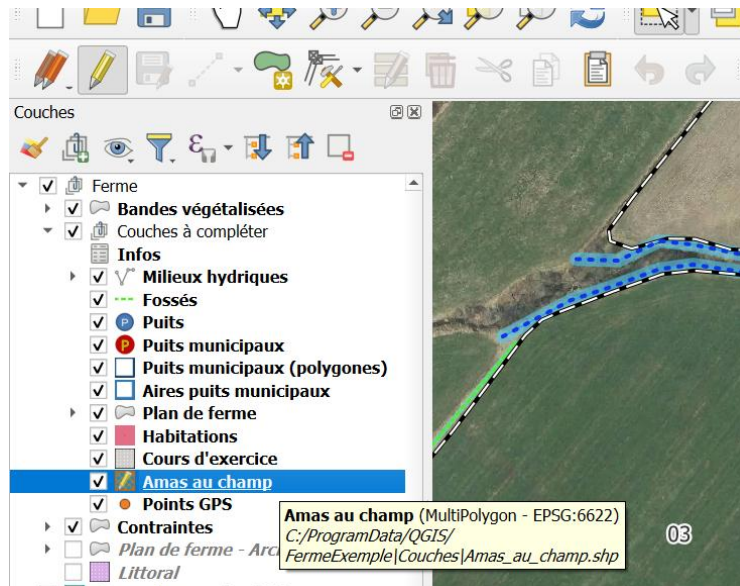 Couches
Ferme
Bandes végétalisées
Couches à compléter
Infos
Milieux hydriques
Fossés
P Puits
P Puits municipaux
Puits municipaux (polygones)
Aires puits municipaux
Plan de ferme
Habitations
Cours d'exercice
Amas au champ
Points GPS
Amas au champ (MultiPolygon - EPSG:6622)
C:/ProgramData/QGIS/
FermeExemple|Couches|Amas_au_champ.shp
Contraintes
Plan de ferme - Arc
Littoral
03